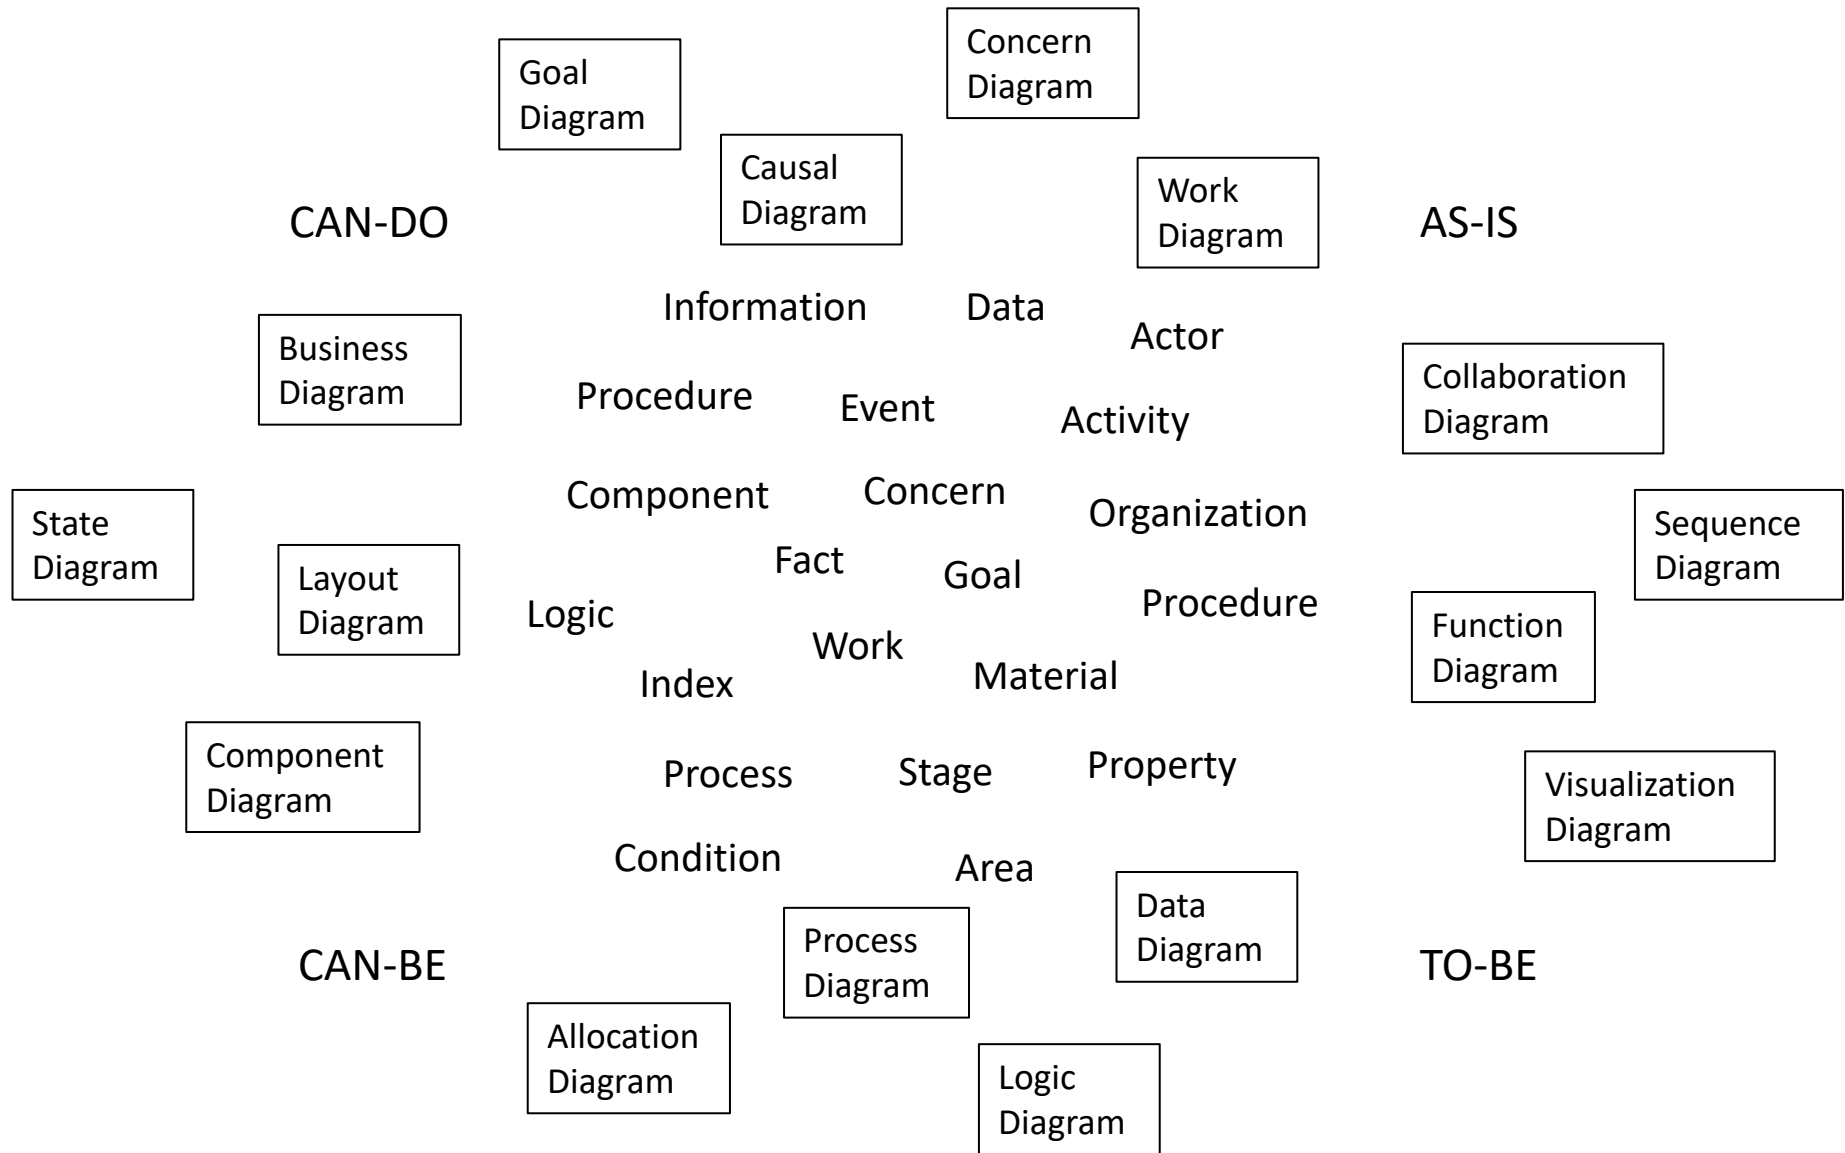 Concern
Diagram
Goal
Diagram
Causal
Diagram
Work
Diagram
CAN-DO
AS-IS
Information
Data
Actor
Business
Diagram
Collaboration
Diagram
Procedure
Event
Activity
Component
Concern
Organization
State
Diagram
Sequence
Diagram
Layout
Diagram
Fact
Goal
Procedure
Logic
Function
Diagram
Work
Material
Index
Component
Diagram
Process
Stage
Property
Visualization
Diagram
Condition
Area
Data
Diagram
Process
Diagram
CAN-BE
TO-BE
Allocation
Diagram
Logic
Diagram